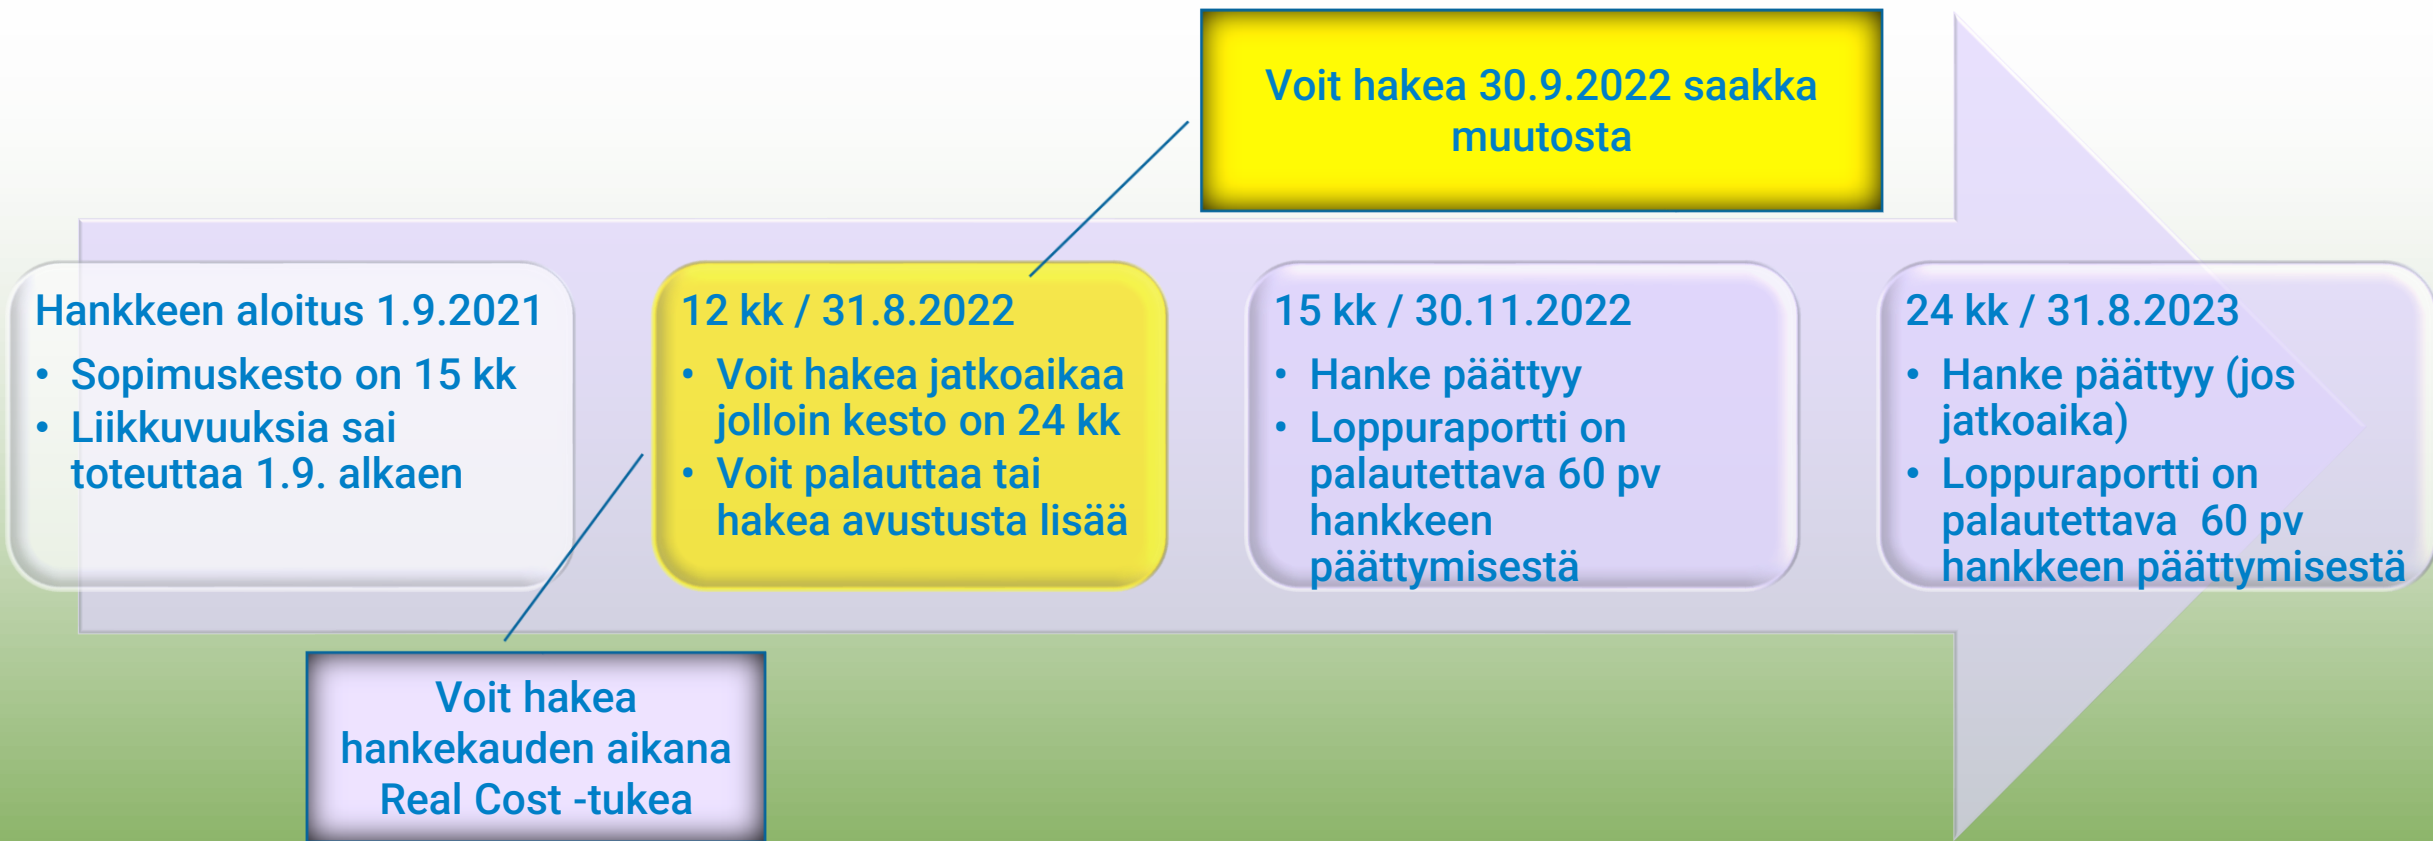 Voit hakea 30.9.2022 saakka
muutosta
Hankkeen aloitus 1.9.2021
• Sopimuskesto on 15 kk
• Liikkuvuuksia sai
toteuttaa 1.9. alkaen
12 kk / 31.8.2022
• Voit hakea jatkoaikaa
jolloin kesto on 24 kk
• Voit palauttaa tai
hakea avustusta lisää
15 kk / 30.11.2022
• Hanke päättyy
• Loppuraportti on
palautettava 60 pv
hankkeen
päättymisestä
24 kk / 31.8.2023
• Hanke päättyy (jos
jatkoaika)
• Loppuraportti on
palautettava 60 pv
hankkeen päättymisestä
Voit hakea
hankekauden aikana
Real Cost -tukea